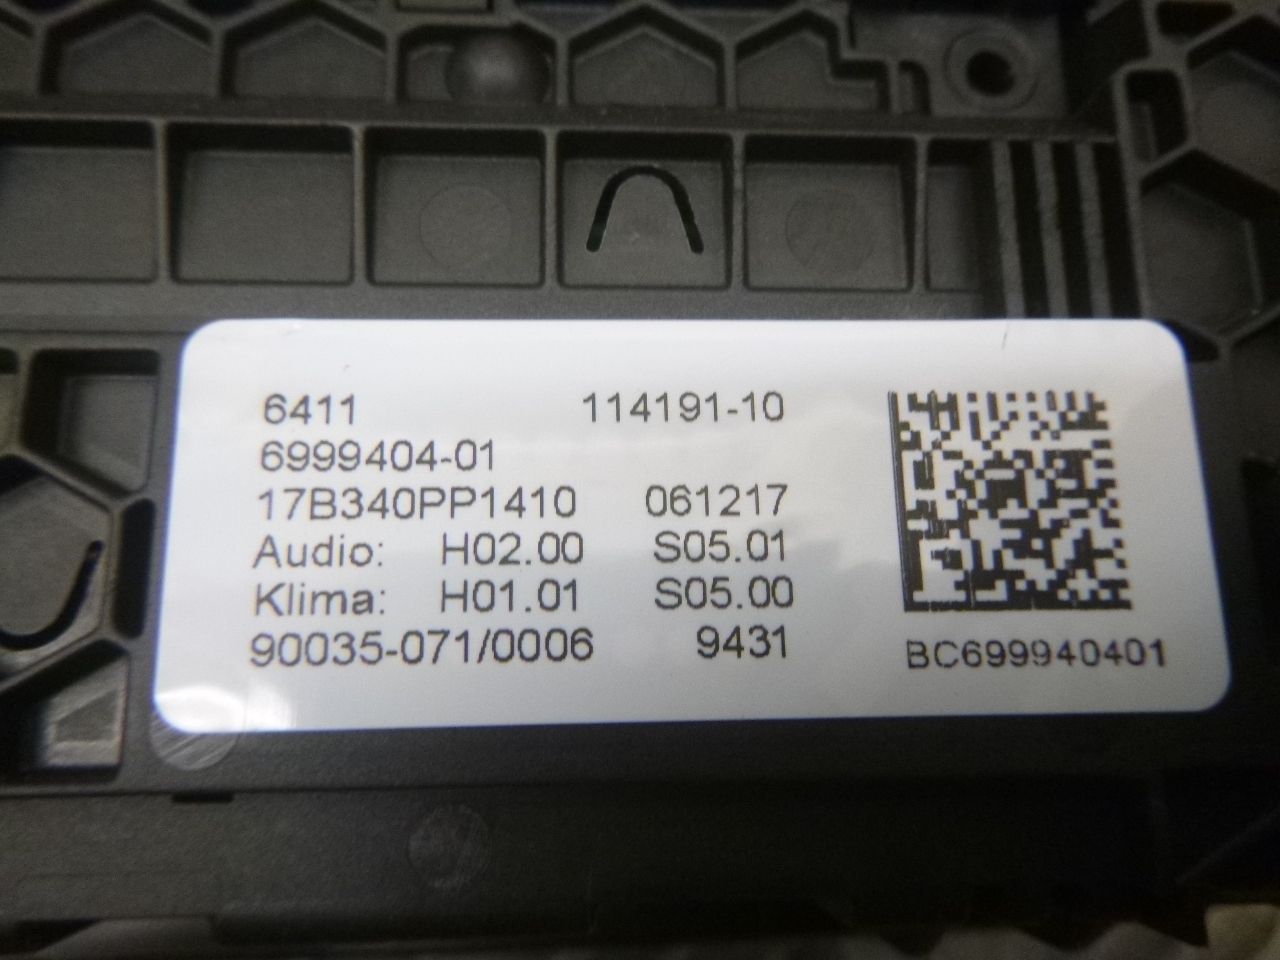 6411 114191-10
6999404-01
17B340PP1410 061217
Audio: H02.00 S05.01
Klima: H01.01 S05.00
90035-071/0006 9431
BC699940401